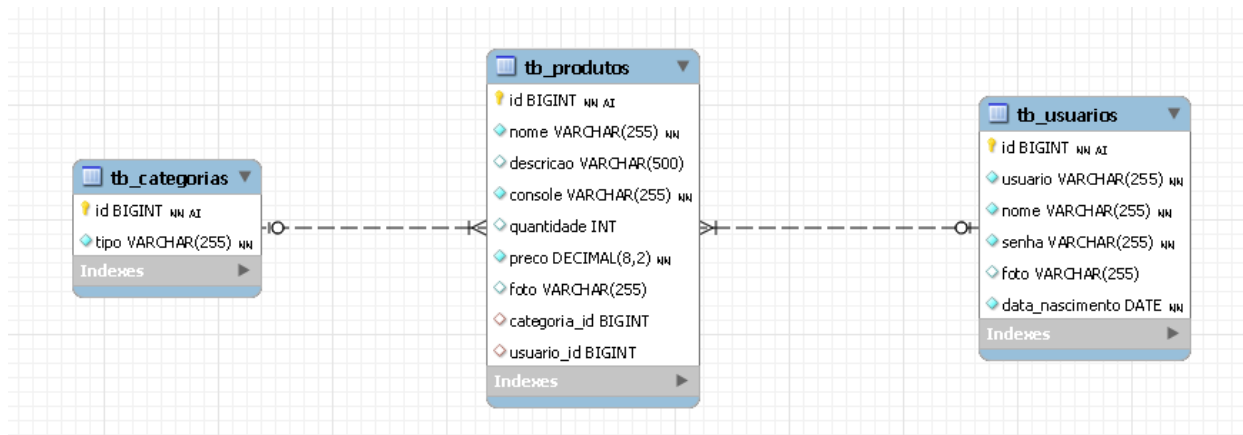 tb_categorias
id BIGINT NN AI
tipo VARCHAR(255) NN
Indexes
tb_produtos
id BIGINT NN AI
nome VARCHAR(255) NN
descricao VARCHAR(500)
console VARCHAR(255) NN
quantidade INT
preco DECIMAL(8,2) NN
foto VARCHAR(255)
categoria_id BIGINT
usuario_id BIGINT
Indexes
tb_usuarios
id BIGINT NN AI
usuario VARCHAR(255) NN
nome VARCHAR(255) NN
senha VARCHAR(255) NN
foto VARCHAR(255)
data_nascimento DATE NN
Indexes